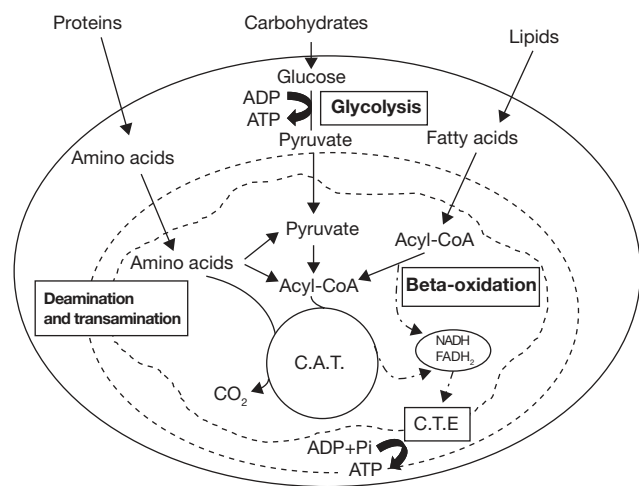 Proteins
Carbohydrates
Lipids
Glucose
ADP
ATP
Glycolysis
Pyruvate
Fatty acids
Amino acids
Pyruvate
Acyl-CoA
Amino acids
Acyl-CoA
Beta-oxidation
Deamination
and transamination
NADH
FADH₂
C.A.T.
CO₂
C.T.E
ADP+Pi
ATP